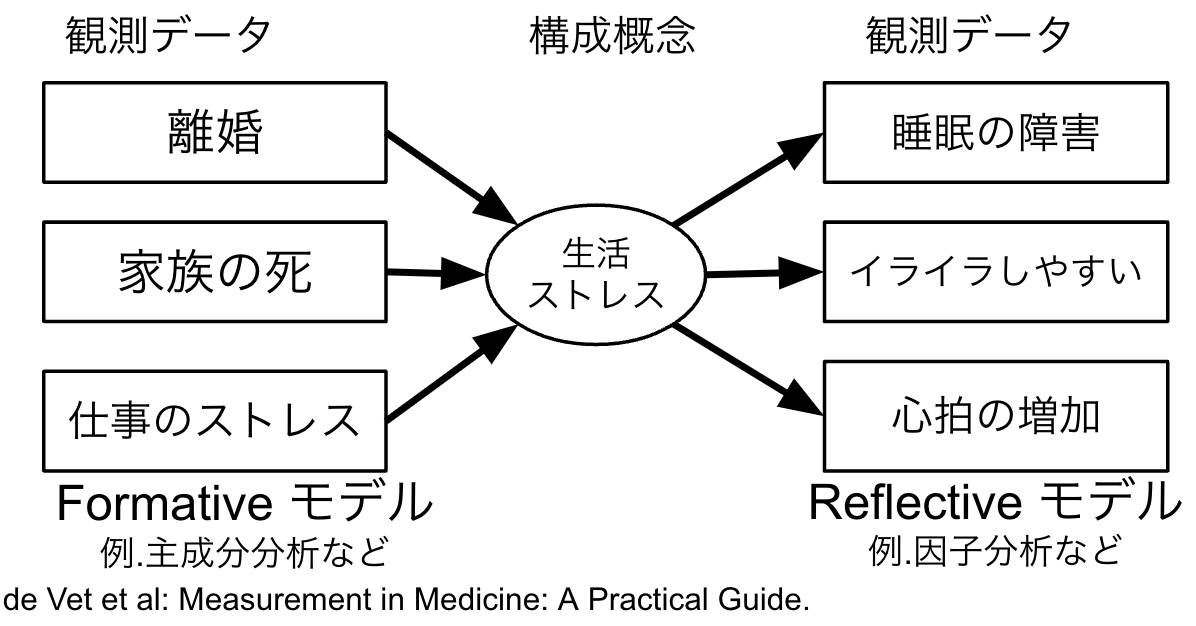 観測データ
構成概念
観測データ
離婚
家族の死
仕事のストレス
生活
ストレス
睡眠の障害
イライラしやすい
心拍の増加
Formative モデル
例.主成分分析など
Reflective モデル
例.因子分析など
de Vet et al: Measurement in Medicine: A Practical Guide.